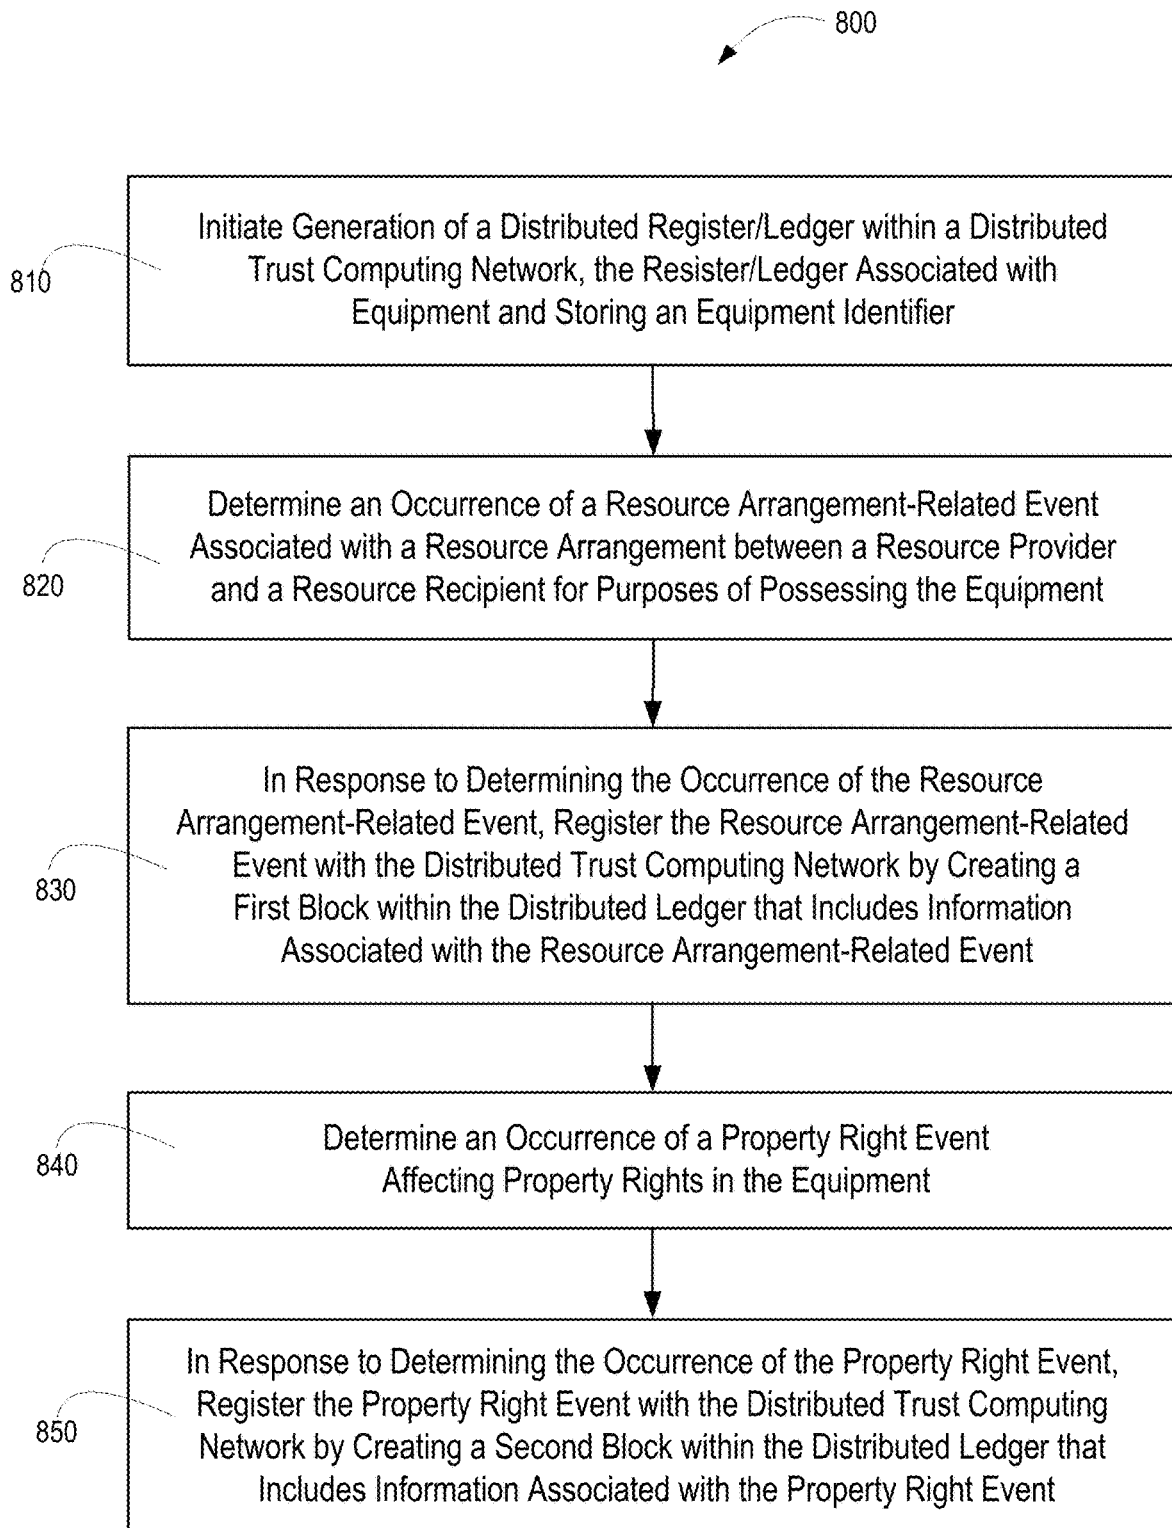 800
Initiate Generation of a Distributed Register/Ledger within a Distributed
Trust Computing Network, the Resister/Ledger Associated with
Equipment and Storing an Equipment Identifier
810
Determine an Occurrence of a Resource Arrangement-Related Event
Associated with a Resource Arrangement between a Resource Provider
and a Resource Recipient for Purposes of Possessing the Equipment
820
In Response to Determining the Occurrence of the Resource
Arrangement-Related Event, Register the Resource Arrangement-Related
Event with the Distributed Trust Computing Network by Creating a
First Block within the Distributed Ledger that Includes Information
Associated with the Resource Arrangement-Related Event
830
Determine an Occurrence of a Property Right Event
Affecting Property Rights in the Equipment
840
In Response to Determining the Occurrence of the Property Right Event,
Register the Property Right Event with the Distributed Trust Computing
Network by Creating a Second Block within the Distributed Ledger that
Includes Information Associated with the Property Right Event
850